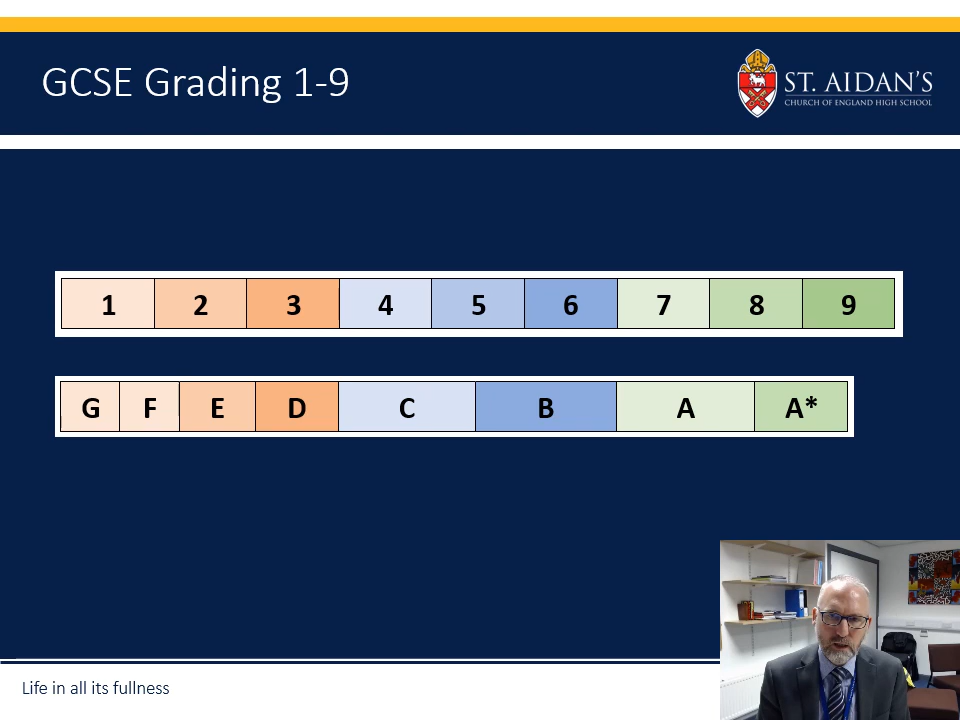 GCSE Grading 1-9
ST. AIDAN'S
CHURCH OF ENGLAND HIGH SCHOOL
1 2 3 4 5 6 7 8 9
G F E D C B A A*
Life in all its fullness